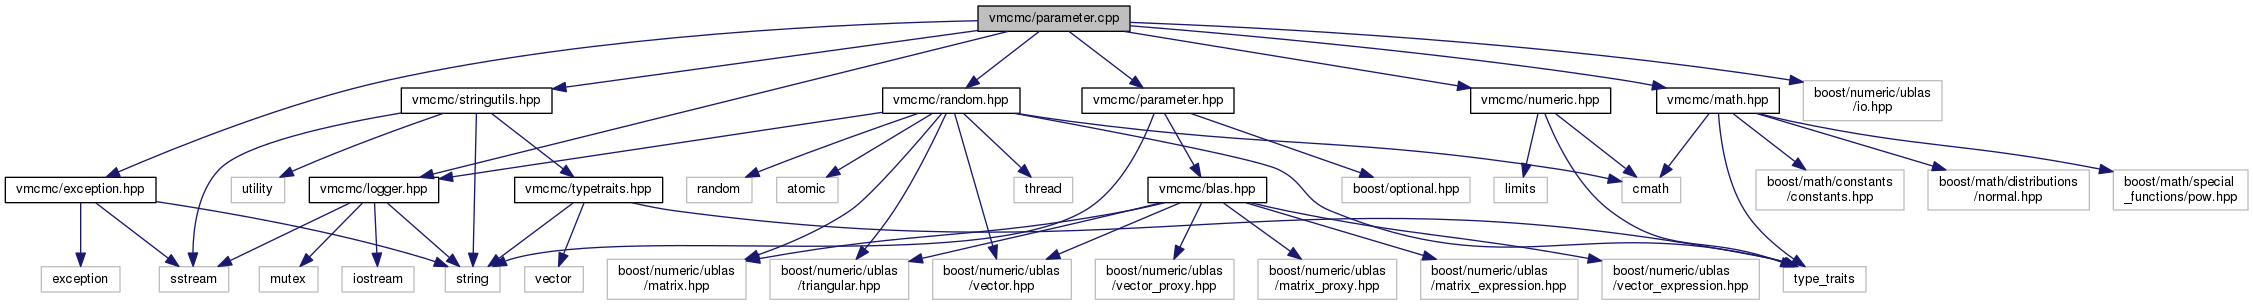 vmcmc/parameter.cpp
boost/numeric/ublas
/io.hpp
vmcmc/stringutils.hpp
vmcmc/random.hpp
vmcmc/parameter.hpp
vmcmc/numeric.hpp
vmcmc/math.hpp
vmcmc/exception.hpp
utility
vmcmc/logger.hpp
vmcmc/typetraits.hpp
random
atomic
thread
vmcmc/blas.hpp
boost/optional.hpp
limits
cmath
boost/math/constants
/constants.hpp
boost/math/distributions
/normal.hpp
boost/math/special
_functions/pow.hpp
exception
sstream
mutex
iostream
string
vector
boost/numeric/ublas
/matrix.hpp
boost/numeric/ublas
/triangular.hpp
boost/numeric/ublas
/vector.hpp
boost/numeric/ublas
/vector_proxy.hpp
boost/numeric/ublas
/matrix_proxy.hpp
boost/numeric/ublas
/matrix_expression.hpp
boost/numeric/ublas
/vector_expression.hpp
type_traits